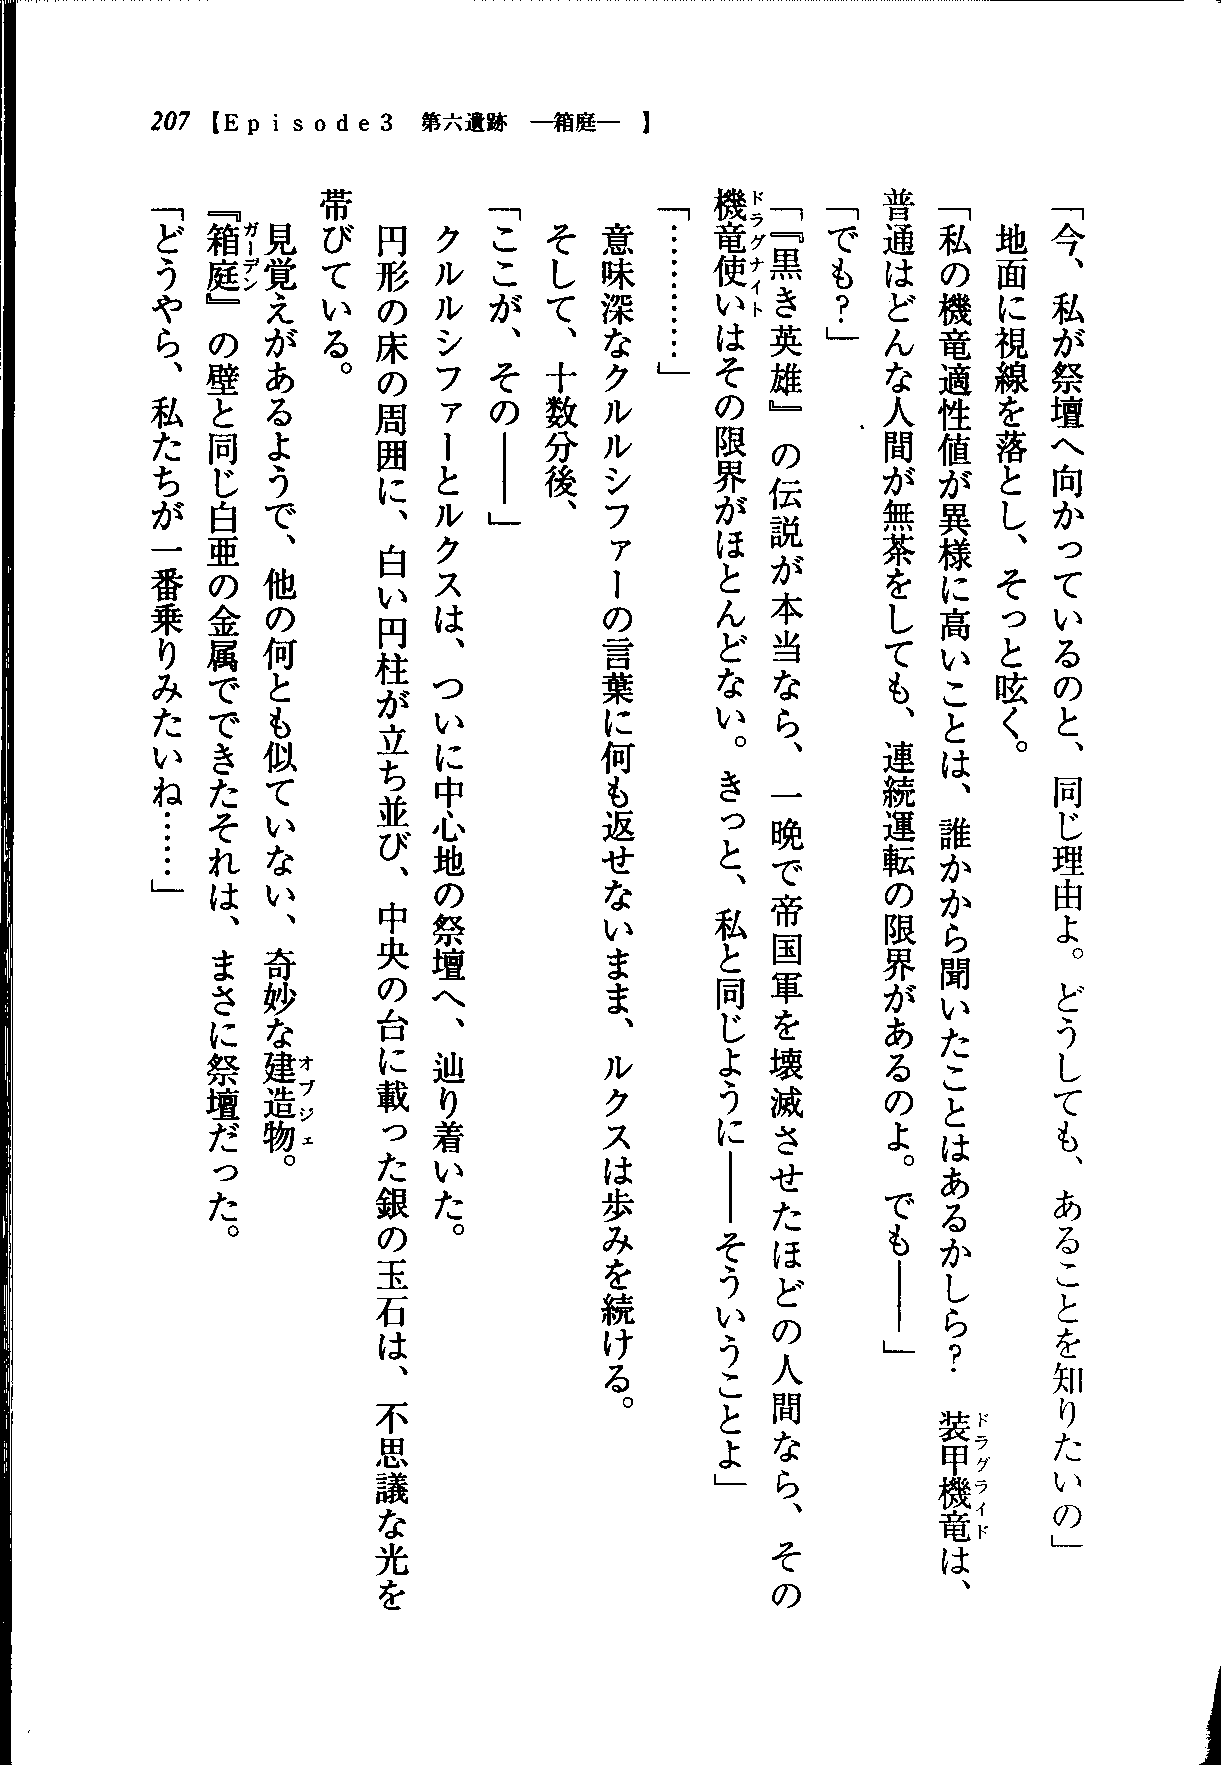 207 【Episode3　第六遺跡　―箱庭―　】
「今、私が祭壇へ向かっているのと、同じ理由よ。どうしても、あることを知りたいの」
　地面に視線を落とし、そっと呟く。
「私の機竜適性値が異様に高いことは、誰かから聞いたことはあるかしら？　装甲機竜は、
ドラグライド
普通はどんな人間が無茶をしても、連続運転の限界があるのよ。でも――」
「でも？」
「『黒き英雄』の伝説が本当なら、一晩で帝国軍を壊滅させたほどの人間なら、その
機竜使いはその限界がほとんどない。きっと、私と同じように――そういうことよ」
ドラグナイト
「…………」
　意味深なクルルシファーの言葉に何も返せないまま、ルクスは歩みを続ける。
　そして、十数分後、
「ここが、その――」
　クルルシファーとルクスは、ついに中心地の祭壇へ、辿り着いた。
　円形の床の周囲に、白い円柱が立ち並び、中央の台に載った銀の玉石は、不思議な光を
帯びている。
　見覚えがあるようで、他の何とも似ていない、奇妙な建造物。
オブジェ
『箱庭』の壁と同じ白亜の金属でできたそれは、まさに祭壇だった。
ガーデン
「どうやら、私たちが一番乗りみたいね……」